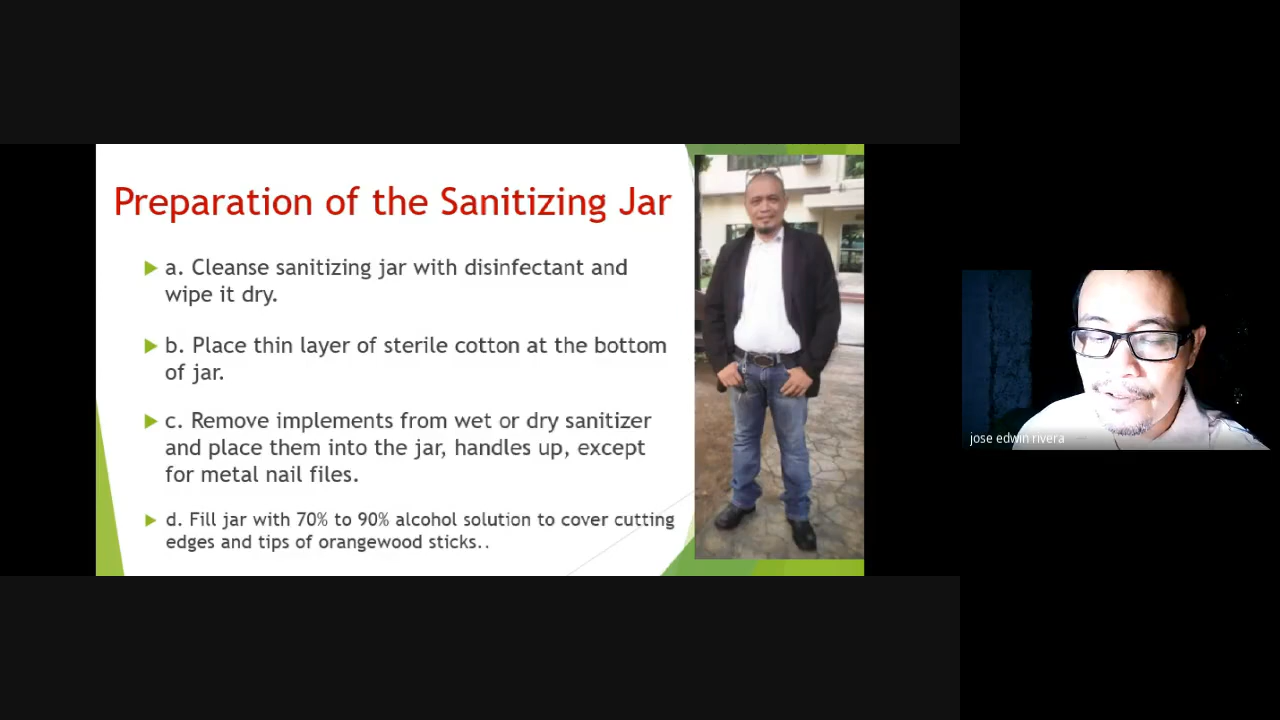 Preparation of the Sanitizing Jar
a. Cleanse sanitizing jar with disinfectant and
wipe it dry.
b. Place thin layer of sterile cotton at the bottom
of jar.
c. Remove implements from wet or dry sanitizer
and place them into the jar, handles up, except
for metal nail files.
d. Fill jar with 70% to 90% alcohol solution to cover cutting
edges and tips of orangewood sticks..
jose edwin rivera